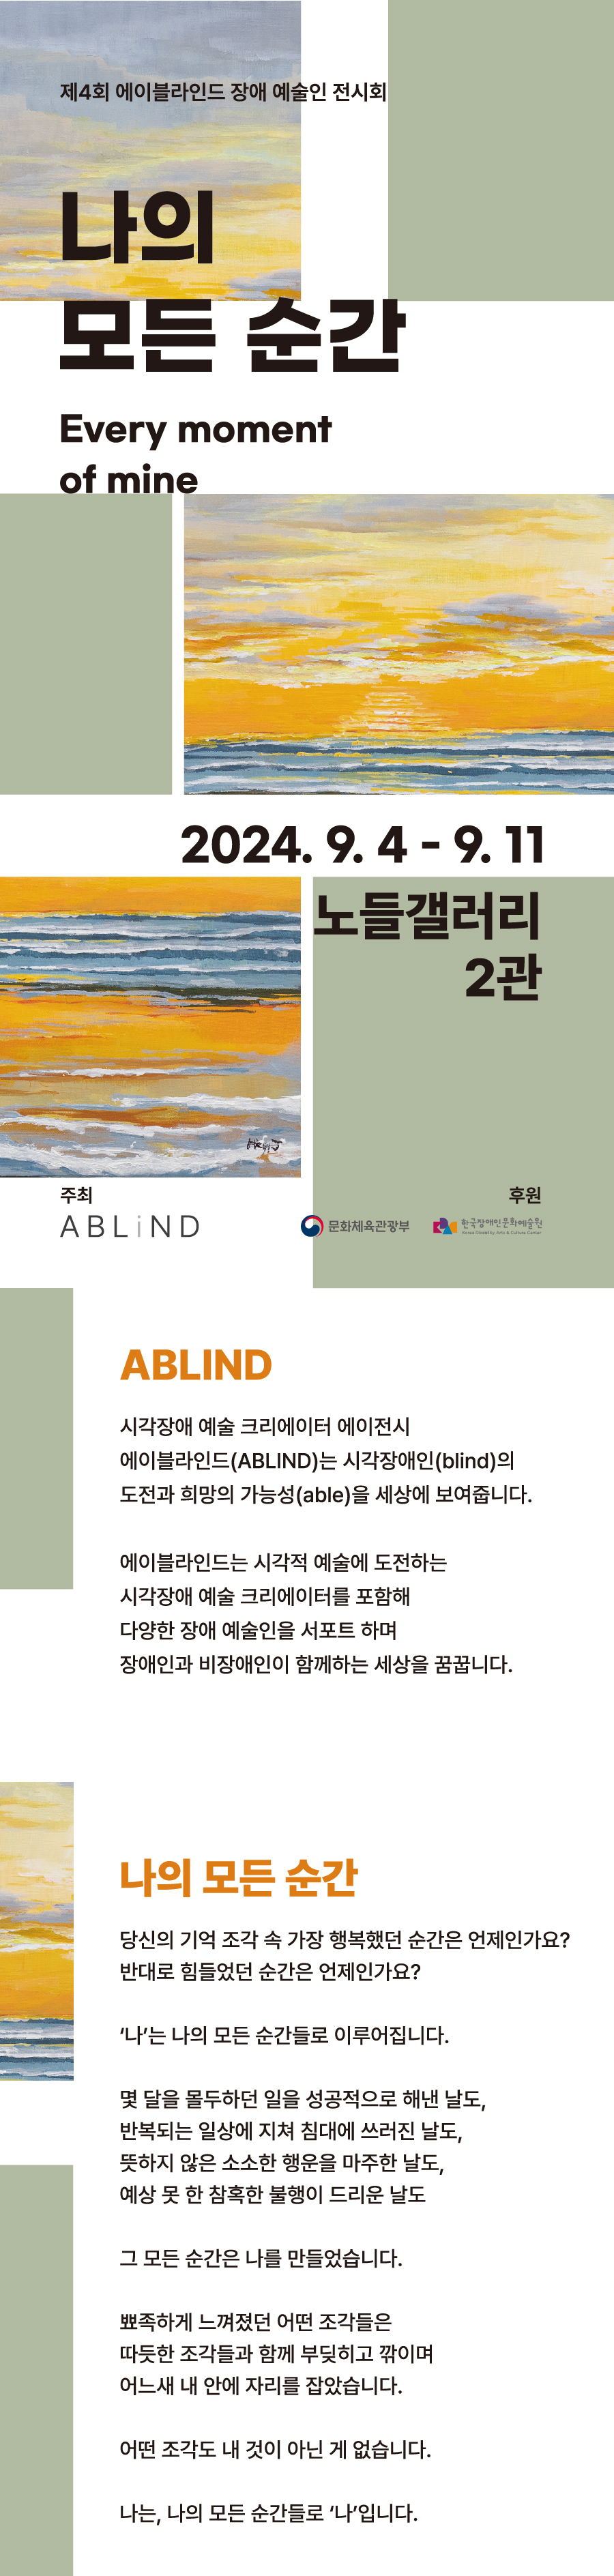 제4회 에이블라인드 장애 예술인 전시회
나의
모든 순간
Every moment
of mine
2024. 9. 4 - 9. 11
노들갤러리
2관
주최
후원
ABLiND
문화체육관광부
한국장애인문화예술원
Korea Disability Arts & Culture Center
ABLIND
시각장애 예술 크리에이터 에이전시
에이블라인드(ABLIND)는 시각장애인(blind)의
도전과 희망의 가능성(able)을 세상에 보여줍니다.
에이블라인드는 시각적 예술에 도전하는
시각장애 예술 크리에이터를 포함해
다양한 장애 예술인을 서포트 하며
장애인과 비장애인이 함께하는 세상을 꿈꿉니다.
나의 모든 순간
당신의 기억 조각 속 가장 행복했던 순간은 언제인가요?
반대로 힘들었던 순간은 언제인가요?
‘나’는 나의 모든 순간들로 이루어집니다.
몇 달을 몰두하던 일을 성공적으로 해낸 날도,
반복되는 일상에 지쳐 침대에 쓰러진 날도,
뜻하지 않은 소소한 행운을 마주한 날도,
예상 못 한 참혹한 불행이 드리운 날도
그 모든 순간은 나를 만들었습니다.
뾰족하게 느껴졌던 어떤 조각들은
따듯한 조각들과 함께 부딪히고 깎이며
어느새 내 안에 자리를 잡았습니다.
어떤 조각도 내 것이 아닌 게 없습니다.
나는, 나의 모든 순간들로 ‘나’입니다.